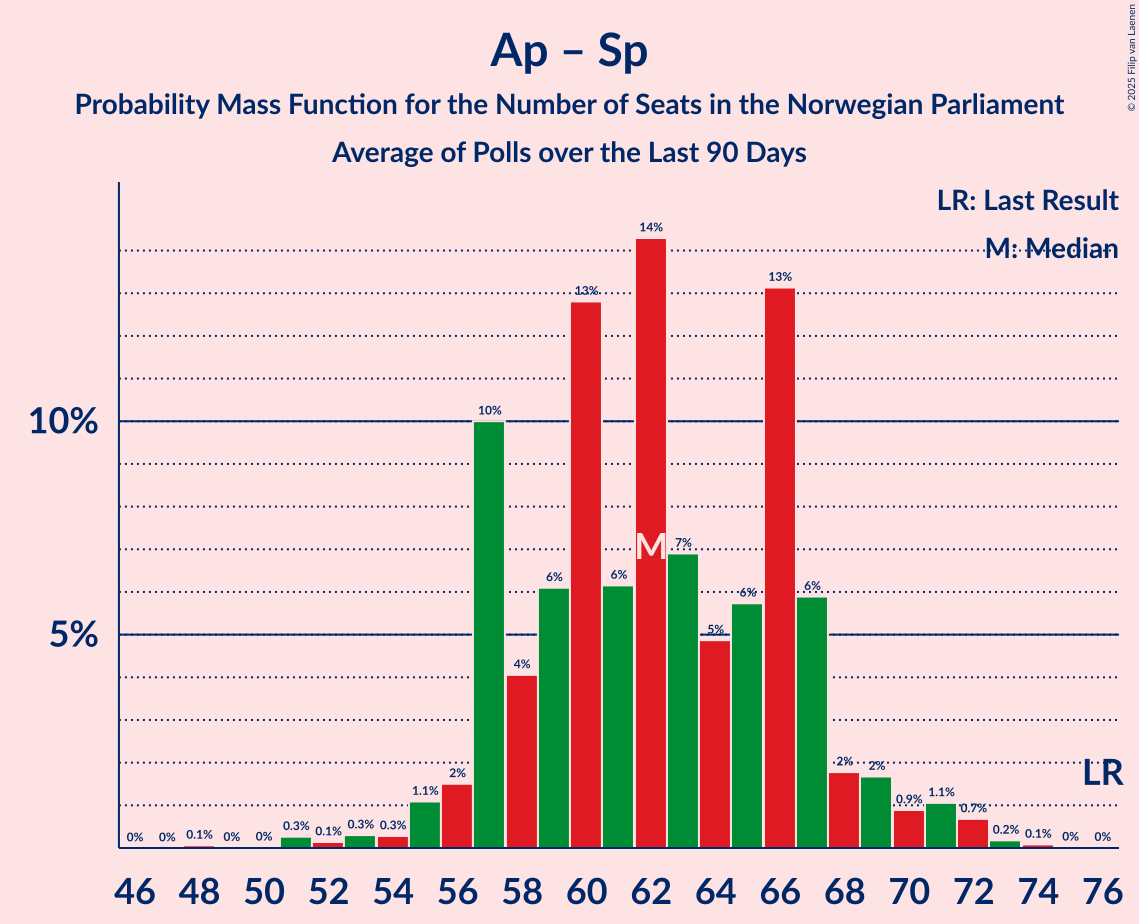 Ap – Sp
Probability Mass Function for the Number of Seats in the Norwegian Parliament
Average of Polls over the Last 90 Days
© 2025 Filip van Laenen
LR: Last Result
M: Median
10%
5%
0% 0% 0.1% 0% 0% 0.3% 0.1% 0.3% 0.3% 1.1% 2% 10% 4% 6% 13% 6% 14% 7% 5% 6% 13% 6% 2% 2% 0.9% 1.1% 0.7% 0.2% 0.1% 0% 0%
M
LR
46 48 50 52 54 56 58 60 62 64 66 68 70 72 74 76